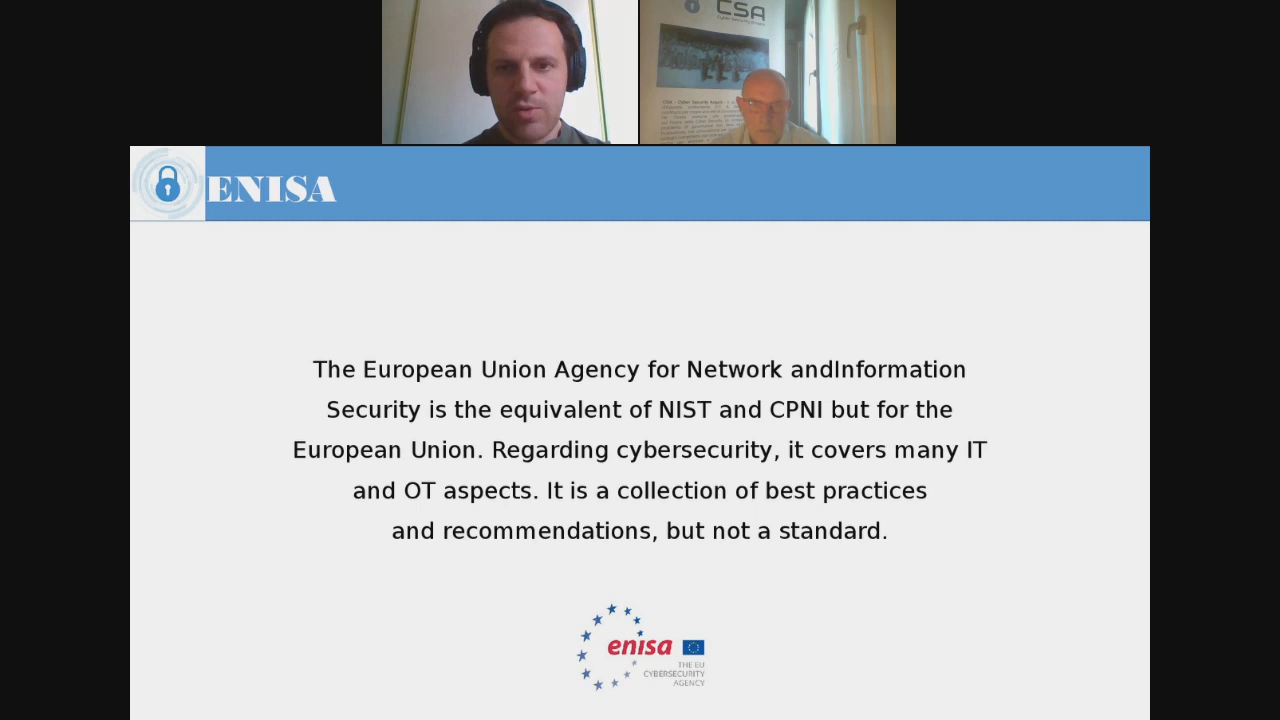 CSA
ENISA
The European Union Agency for Network andInformation
Security is the equivalent of NIST and CPNI but for the
European Union. Regarding cybersecurity, it covers many IT
and OT aspects. It is a collection of best practices
and recommendations, but not a standard.
enisa
THE EU
CYBERSECURITY
AGENCY